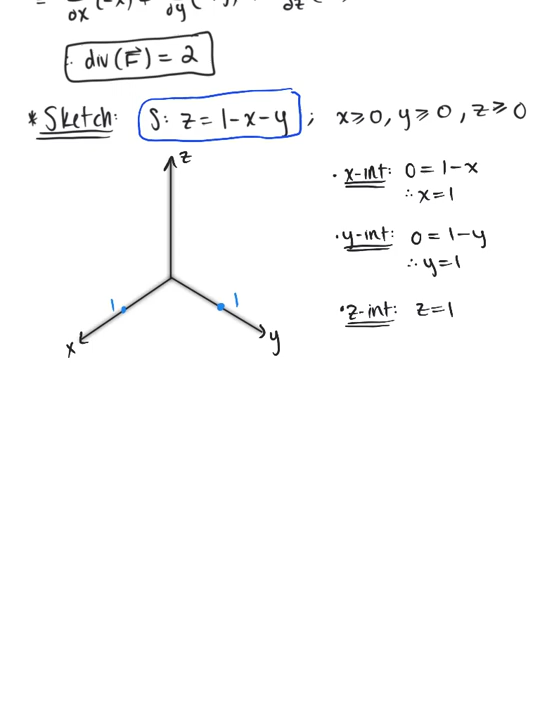 div(F⃗) = 2
* Sketch: S: z = 1-x-y ; x≥0, y≥0, z≥0
z
· x-int: 0 = 1-x
∴ x=1
· y-int: 0 = 1-y
∴ y=1
1 1
· z-int: z=1
x y